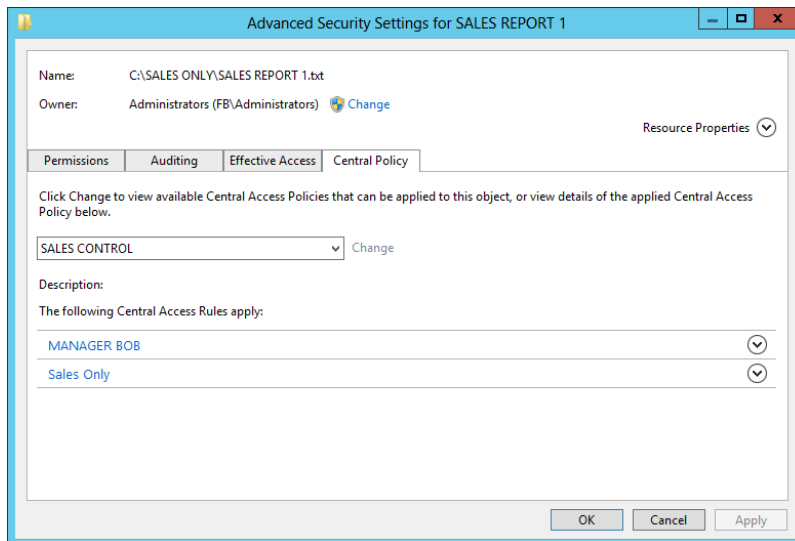 Advanced Security Settings for SALES REPORT 1
Name: C:\SALES ONLY\SALES REPORT 1.txt
Owner: Administrators (FB\Administrators) Change
Resource Properties
Permissions Auditing Effective Access Central Policy
Click Change to view available Central Access Policies that can be applied to this object, or view details of the applied Central Access
Policy below.
SALES CONTROL Change
Description:
The following Central Access Rules apply:
MANAGER BOB
Sales Only
OK Cancel Apply